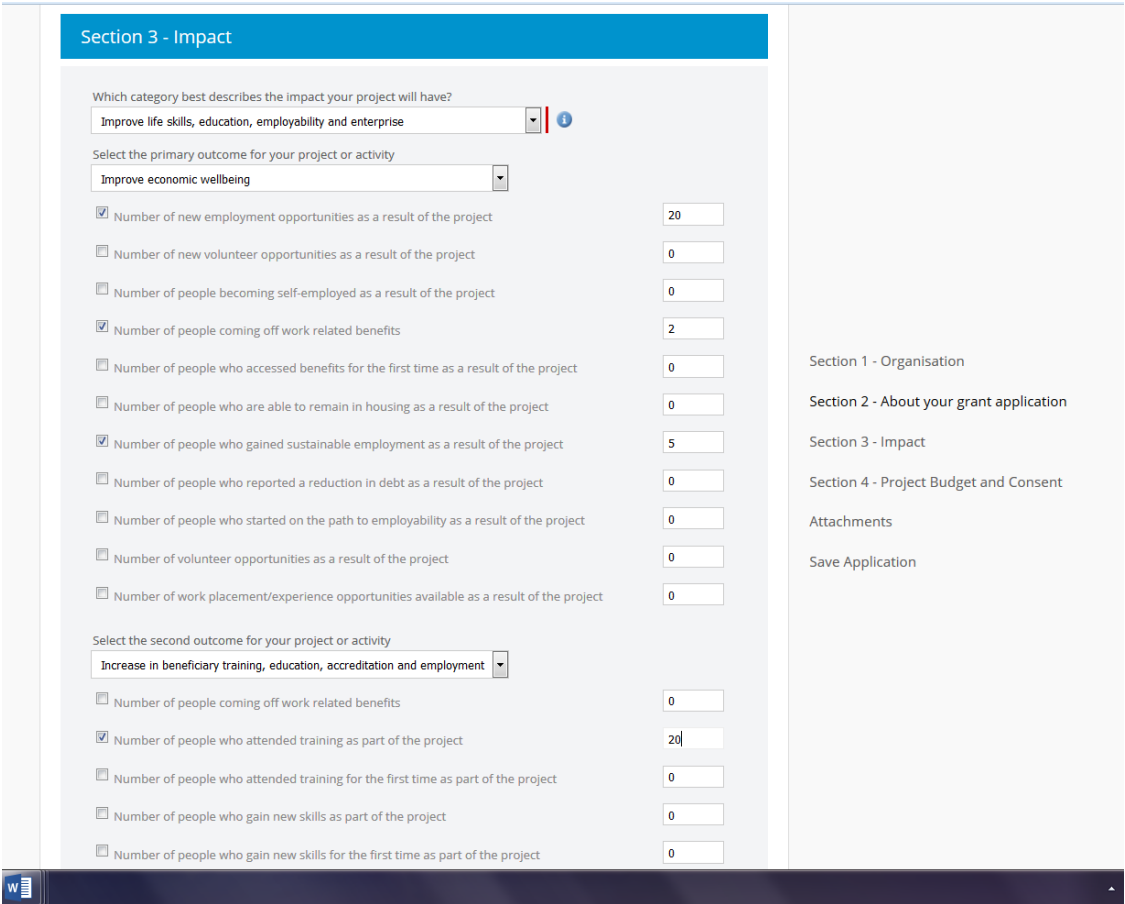 Section 3 - Impact
Which category best describes the impact your project will have?
Improve life skills, education, employability and enterprise
i
Select the primary outcome for your project or activity
Improve economic wellbeing
Number of new employment opportunities as a result of the project 20
Number of new volunteer opportunities as a result of the project 0
Number of people becoming self-employed as a result of the project 0
Number of people coming off work related benefits 2
Number of people who accessed benefits for the first time as a result of the project 0
Number of people who are able to remain in housing as a result of the project 0
Number of people who gained sustainable employment as a result of the project 5
Number of people who reported a reduction in debt as a result of the project 0
Number of people who started on the path to employability as a result of the project 0
Number of volunteer opportunities as a result of the project 0
Number of work placement/experience opportunities available as a result of the project 0
Select the second outcome for your project or activity
Increase in beneficiary training, education, accreditation and employment
Number of people coming off work related benefits 0
Number of people who attended training as part of the project 20
Number of people who attended training for the first time as part of the project 0
Number of people who gain new skills as part of the project 0
Number of people who gain new skills for the first time as part of the project 0
Section 1 - Organisation
Section 2 - About your grant application
Section 3 - Impact
Section 4 - Project Budget and Consent
Attachments
Save Application
W